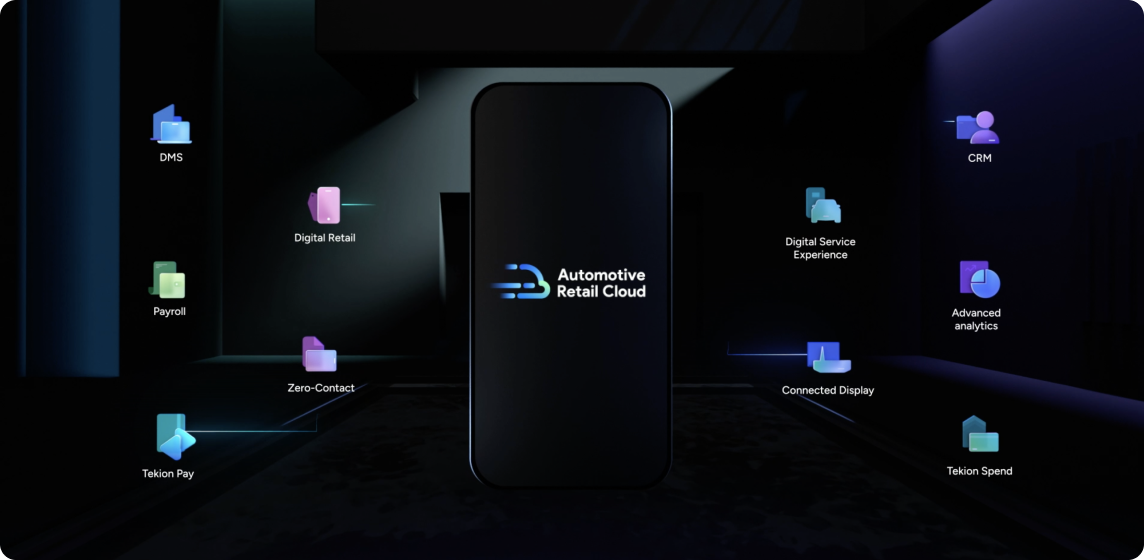 DMS
Digital Retail
Payroll
Zero-Contact
Tekion Pay
Automotive
Retail Cloud
CRM
Digital Service
Experience
Advanced
analytics
Connected Display
Tekion Spend